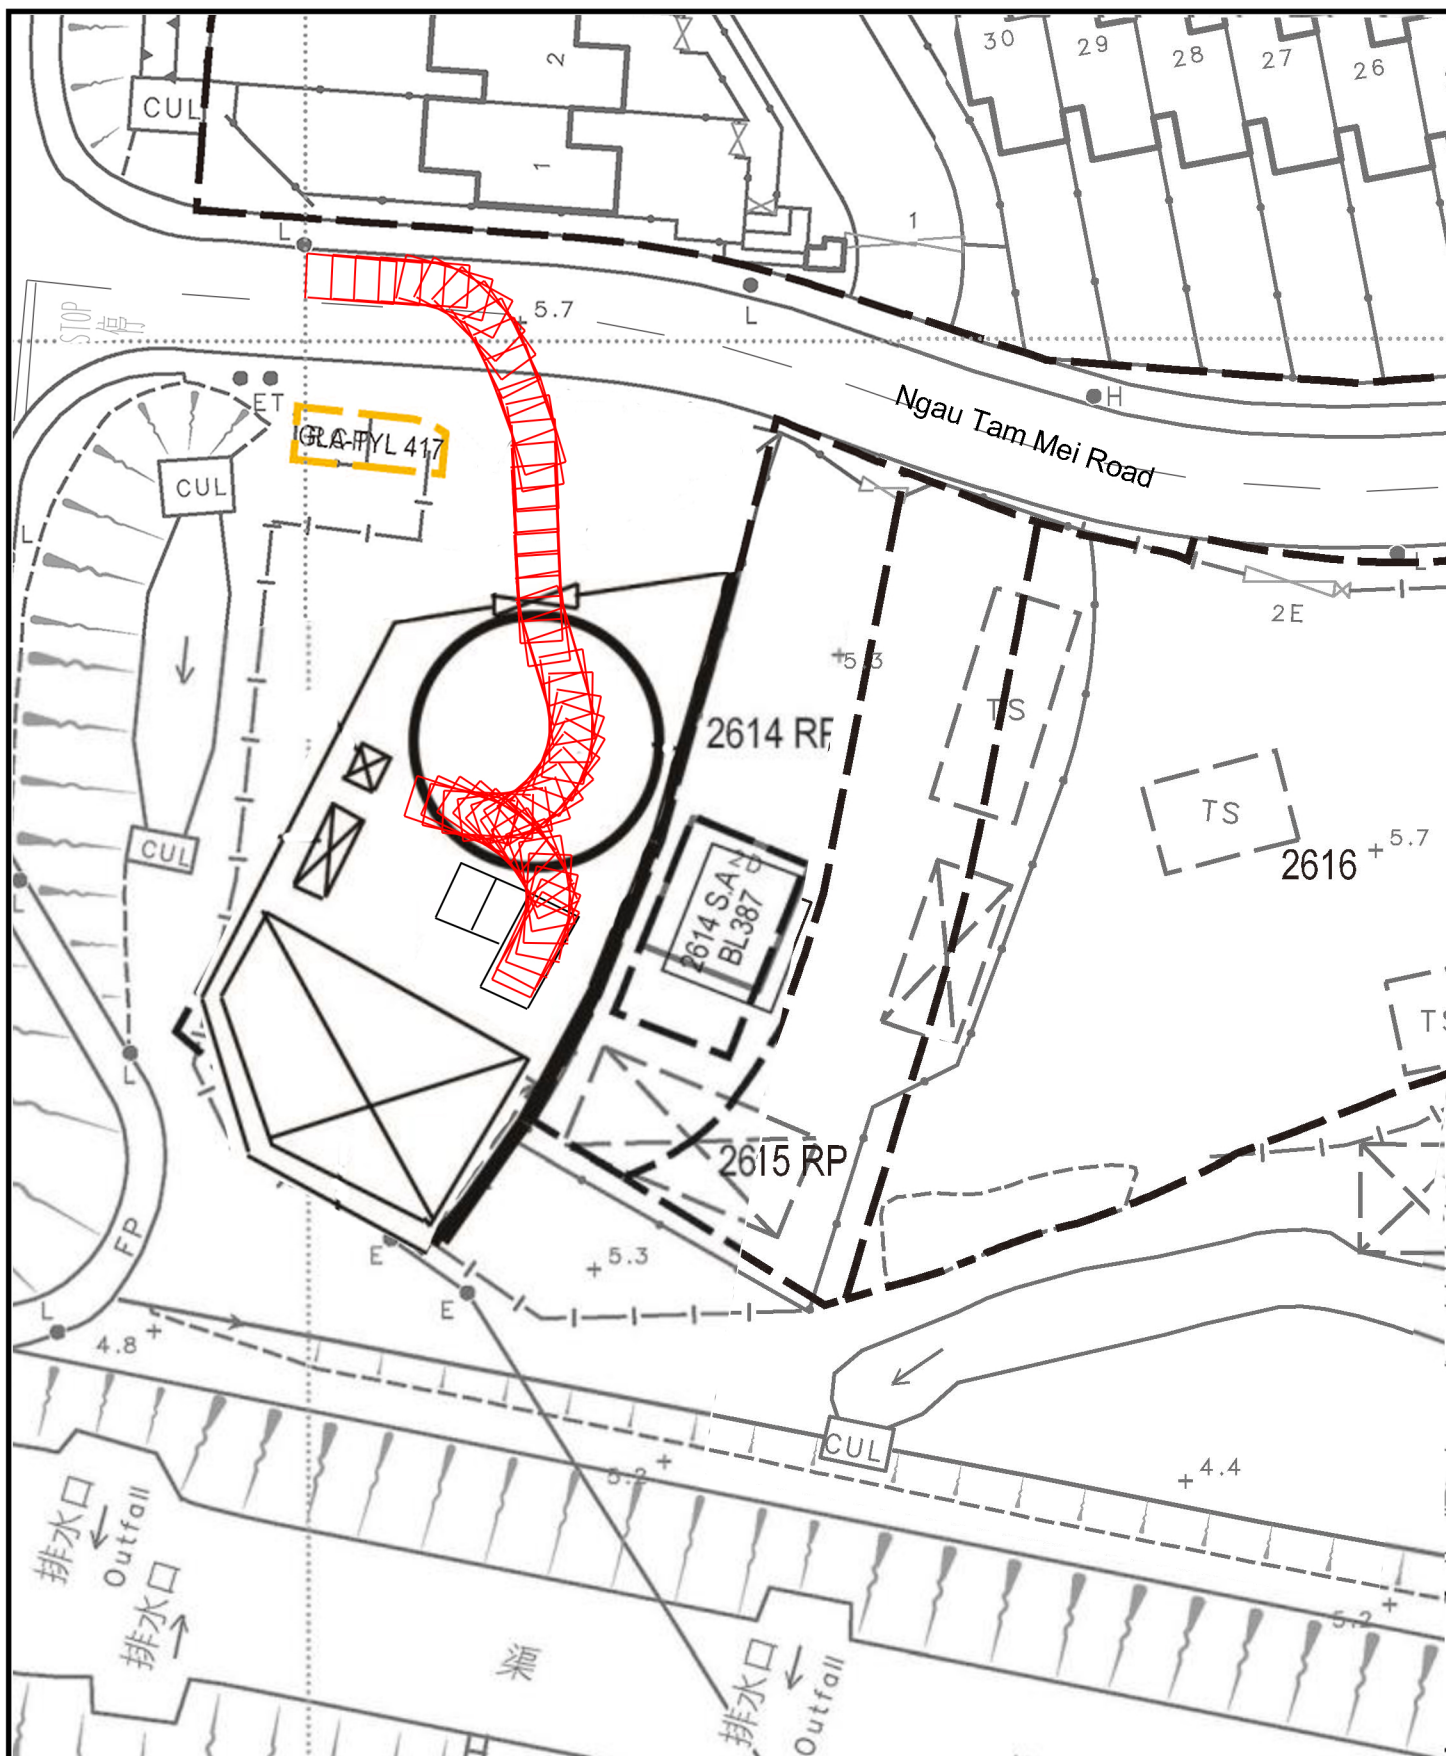 30
29
28
27
26
2
CUL
1
1
L
L
5.7
STOP
停
ET
H
Ngau Tam Mei Road
GLA-TYL 417
CUL
L
L
2E
5.3
TS
2614 RP
TS
5.7
2616
CUL
2614 S.A
BL387
L
TS
L
2615 RP
FP
E
5.3
E
L
4.8
CUL
4.4
5.2
排水口
Outfall
排水口
5.2
渠
排水口
Outfall